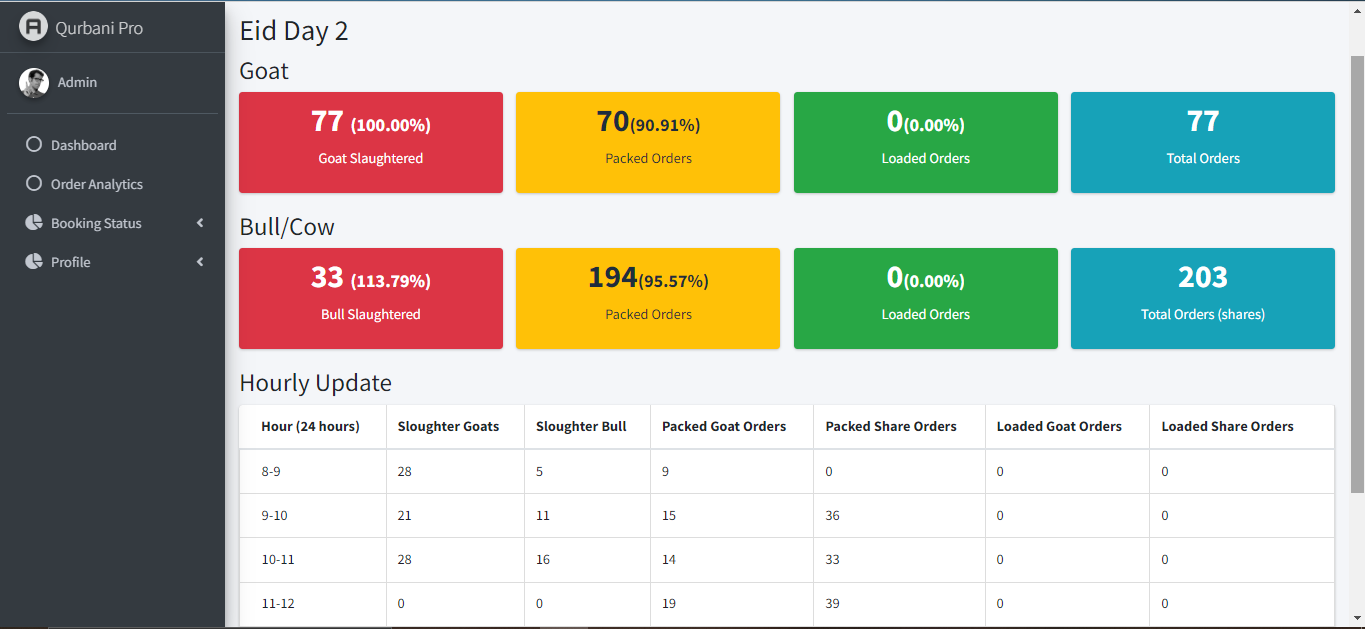 Qurbani Pro
Admin
Dashboard
Order Analytics
Booking Status
Profile
Eid Day 2
Goat
77 (100.00%)
Goat Slaughtered
70(90.91%)
Packed Orders
0(0.00%)
Loaded Orders
77
Total Orders
Bull/Cow
33 (113.79%)
Bull Slaughtered
194(95.57%)
Packed Orders
0(0.00%)
Loaded Orders
203
Total Orders (shares)
Hourly Update
Hour (24 hours) Sloughter Goats Sloughter Bull Packed Goat Orders Packed Share Orders Loaded Goat Orders Loaded Share Orders
8-9 28 5 9 0 0 0
9-10 21 11 15 36 0 0
10-11 28 16 14 33 0 0
11-12 0 0 19 39 0 0